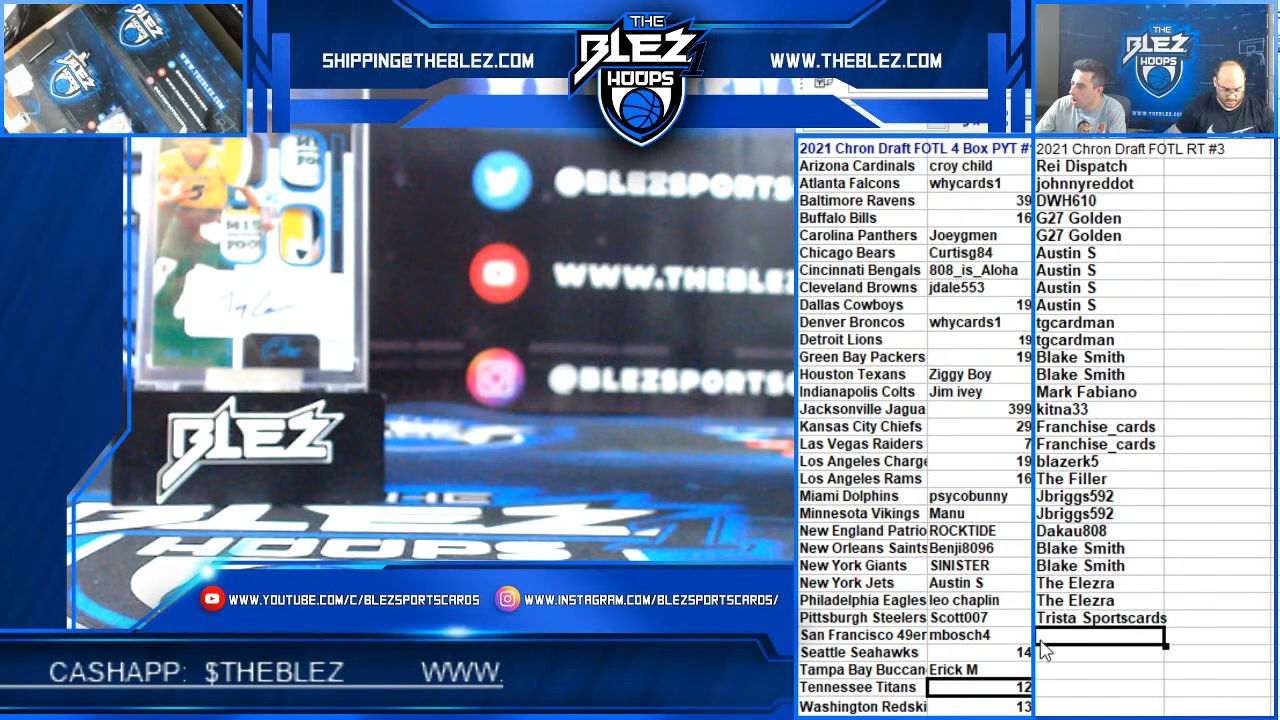 SHIPPING@THEBLEZ.COM
THE
BLEZ
HOOPS
WWW.THEBLEZ.COM
THE
BLEZ
HOOPS
@BLEZSPORTS
WWW.THEBLEZ
@BLEZSPORTSC
BLEZ
THE
BLEZ
HOOPS
WWW.YOUTUBE.COM/C/BLEZSPORTSCARDS
WWW.INSTAGRAM.COM/BLEZSPORTSCARDS/
CASHAPP: $THEBLEZ WWW.
2021 Chron Draft FOTL 4 Box PYT #
Arizona Cardinals croy child
Atlanta Falcons whycards1
Baltimore Ravens 39
Buffalo Bills 16
Carolina Panthers Joeygmen
Chicago Bears Curtisg84
Cincinnati Bengals 808_is_Aloha
Cleveland Browns jdale553
Dallas Cowboys 19
Denver Broncos whycards1
Detroit Lions 19
Green Bay Packers 19
Houston Texans Ziggy Boy
Indianapolis Colts Jim ivey
Jacksonville Jagua 399
Kansas City Chiefs 29
Las Vegas Raiders 7
Los Angeles Charge 19
Los Angeles Rams 16
Miami Dolphins psycobunny
Minnesota Vikings Manu
New England Patrio ROCKTIDE
New Orleans Saints Benji8096
New York Giants SINISTER
New York Jets Austin S
Philadelphia Eagles leo chaplin
Pittsburgh Steelers Scott007
San Francisco 49er mbosch4
Seattle Seahawks 14
Tampa Bay Buccan Erick M
Tennessee Titans 12
Washington Redski 13
2021 Chron Draft FOTL RT #3
Rei Dispatch
johnnyreddot
DWH610
G27 Golden
G27 Golden
Austin S
Austin S
Austin S
Austin S
tgcardman
tgcardman
Blake Smith
Blake Smith
Mark Fabiano
kitna33
Franchise_cards
Franchise_cards
blazerk5
The Filler
Jbriggs592
Jbriggs592
Dakau808
Blake Smith
Blake Smith
The Elezra
The Elezra
Trista Sportscards